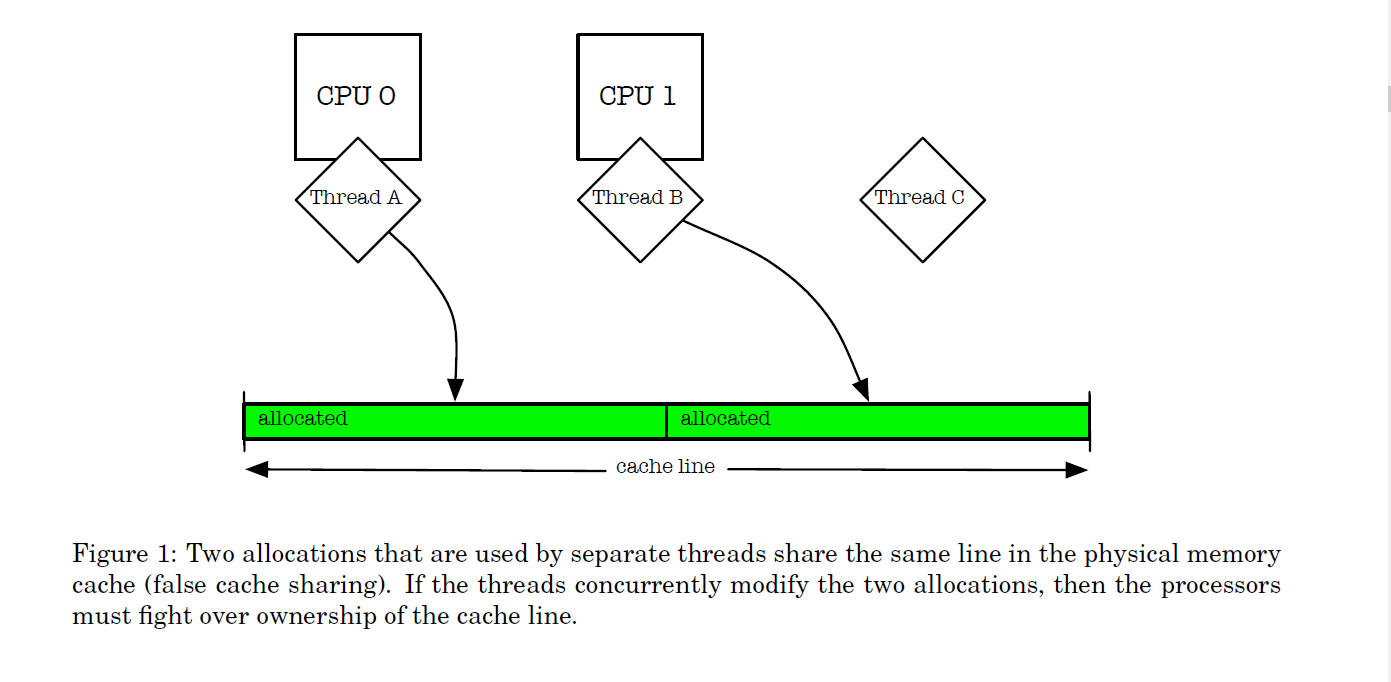 CPU 0
CPU 1
Thread A
Thread B
Thread C
allocated
allocated
cache line
Figure 1: Two allocations that are used by separate threads share the same line in the physical memory
cache (false cache sharing). If the threads concurrently modify the two allocations, then the processors
must fight over ownership of the cache line.